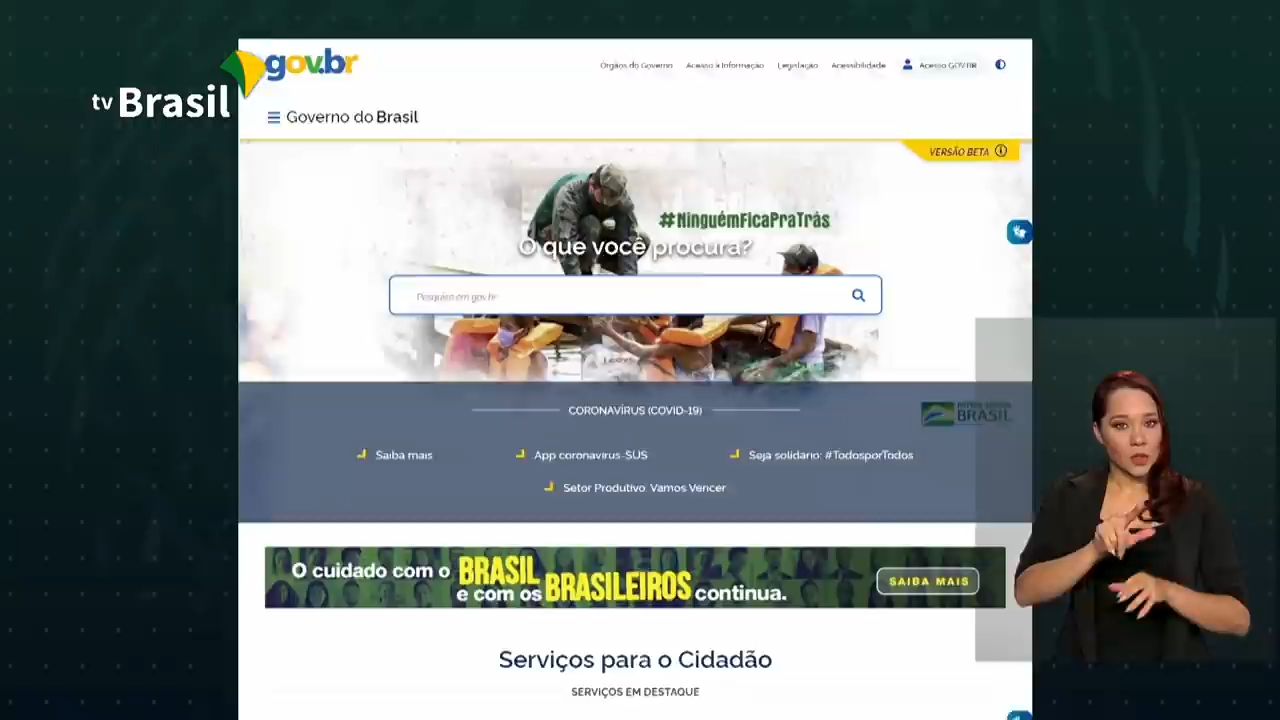 tv Brasil
gov.br
Órgãos do Governo Acesso à Informação Legislação Acessibilidade Acesso GOV.BR
Governo do Brasil
VERSÃO BETA
#NinguémFicaPraTrás
O que você procura?
Pesquise em gov.br
CORONAVÍRUS (COVID-19)
BRASIL
Saiba mais App coronavirus-SUS Seja solidário: #TodosporTodos
Setor Produtivo: Vamos Vencer
O cuidado com o BRASIL
e com os BRASILEIROS continua.
SAIBA MAIS
Serviços para o Cidadão
SERVIÇOS EM DESTAQUE